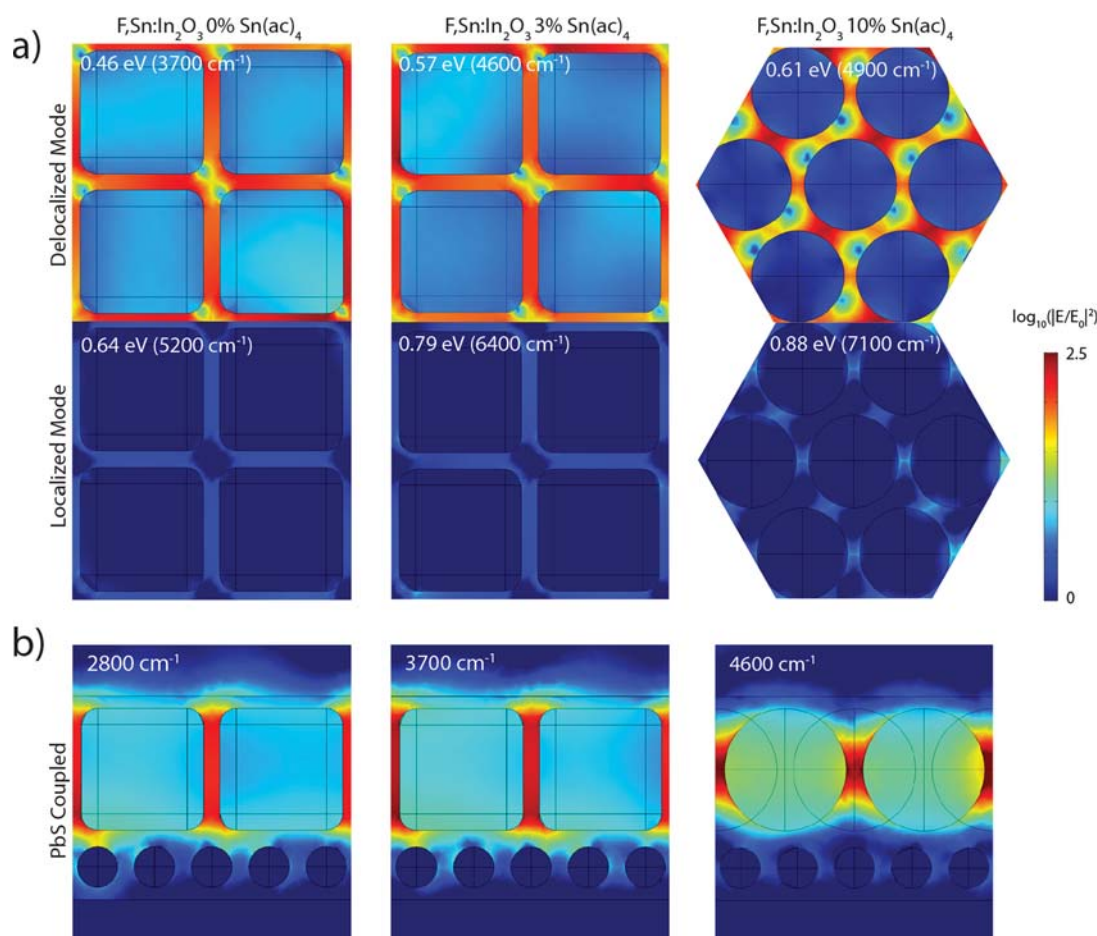 F,Sn:In₂O₃ 0% Sn(ac)₄
F,Sn:In₂O₃ 3% Sn(ac)₄
F,Sn:In₂O₃ 10% Sn(ac)₄
a)
Delocalized Mode
0.46 eV (3700 cm⁻¹)
0.57 eV (4600 cm⁻¹)
0.61 eV (4900 cm⁻¹)
Localized Mode
0.64 eV (5200 cm⁻¹)
0.79 eV (6400 cm⁻¹)
0.88 eV (7100 cm⁻¹)
log₁₀(|E/E₀|²)
2.5
0
b)
PbS Coupled
2800 cm⁻¹
3700 cm⁻¹
4600 cm⁻¹